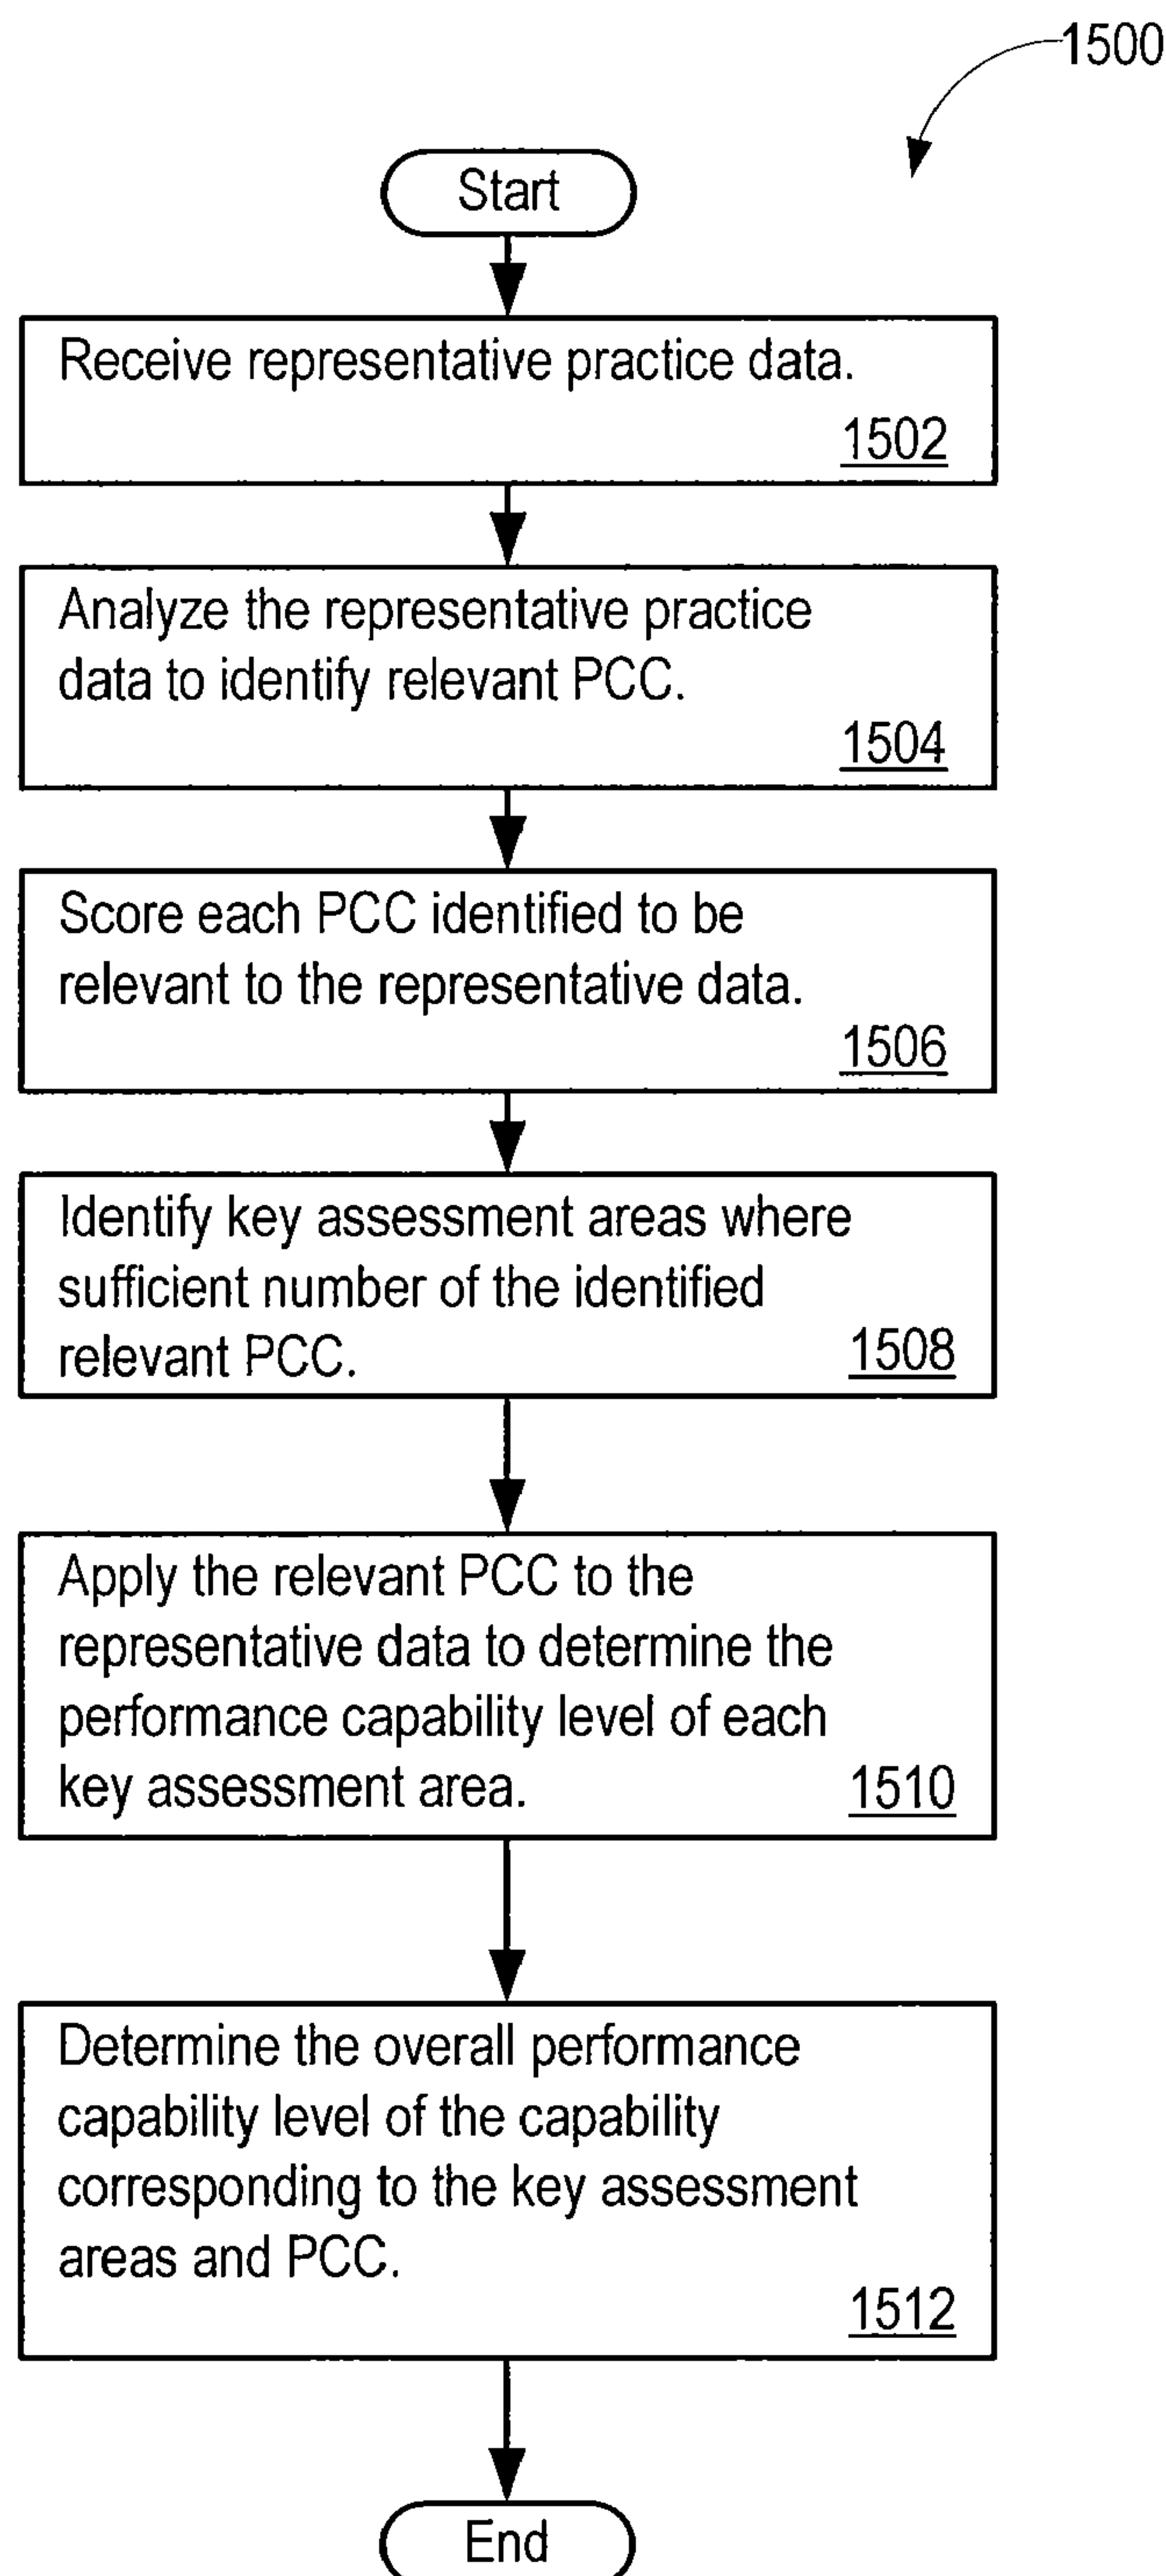 1500
Start
Receive representative practice data.
1502
Analyze the representative practice
data to identify relevant PCC.
1504
Score each PCC identified to be
relevant to the representative data.
1506
Identify key assessment areas where
sufficient number of the identified
relevant PCC.
1508
Apply the relevant PCC to the
representative data to determine the
performance capability level of each
key assessment area.
1510
Determine the overall performance
capability level of the capability
corresponding to the key assessment
areas and PCC.
1512
End